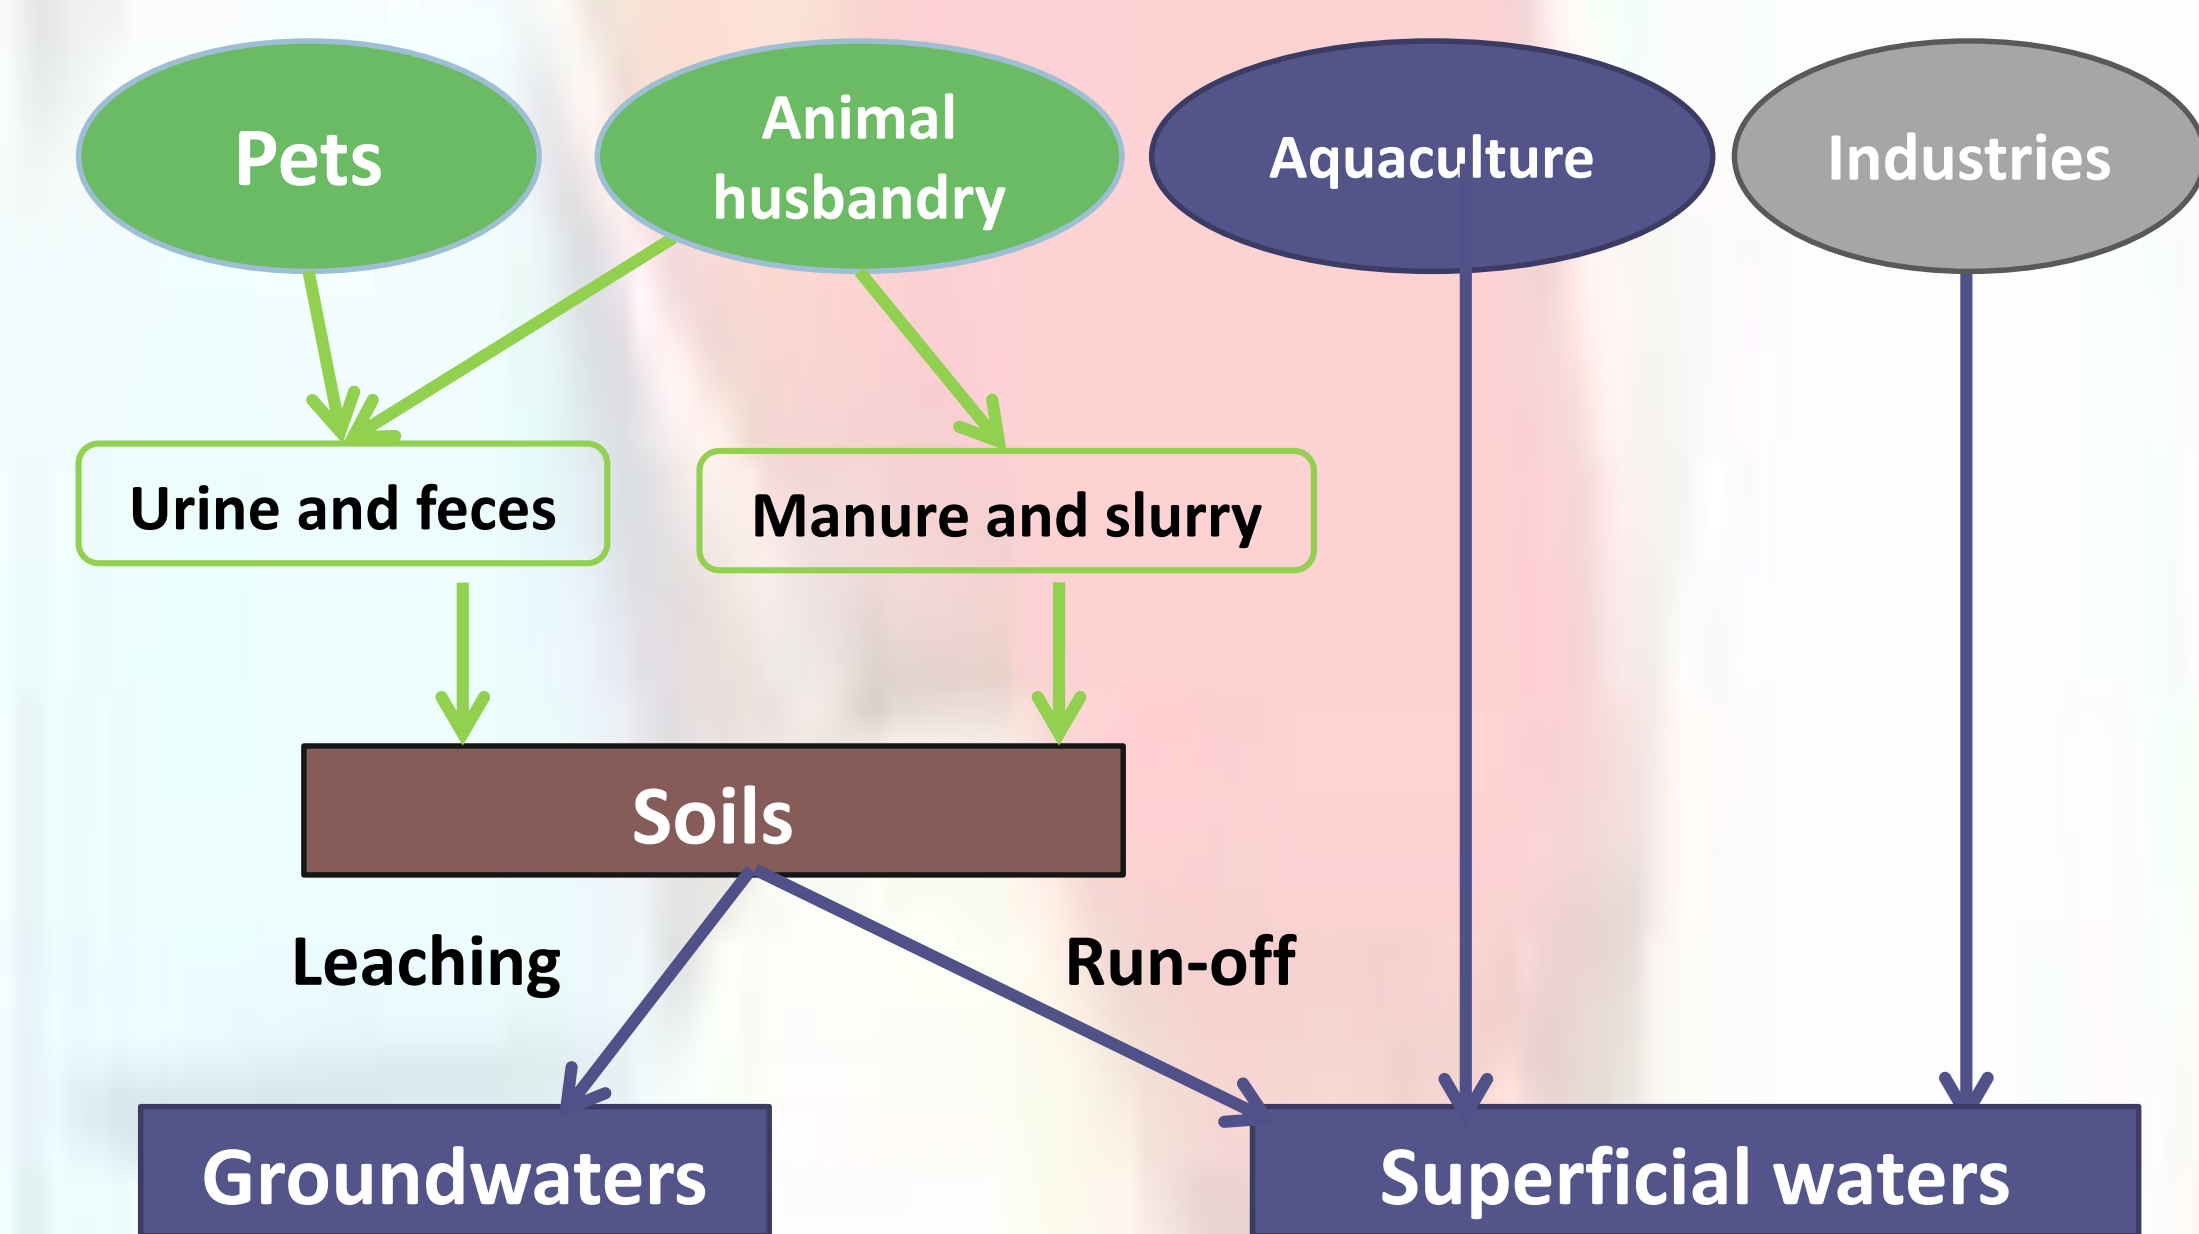 Pets
Animal
husbandry
Aquaculture
Industries
Urine and feces
Manure and slurry
Soils
Leaching
Run-off
Groundwaters
Superficial waters